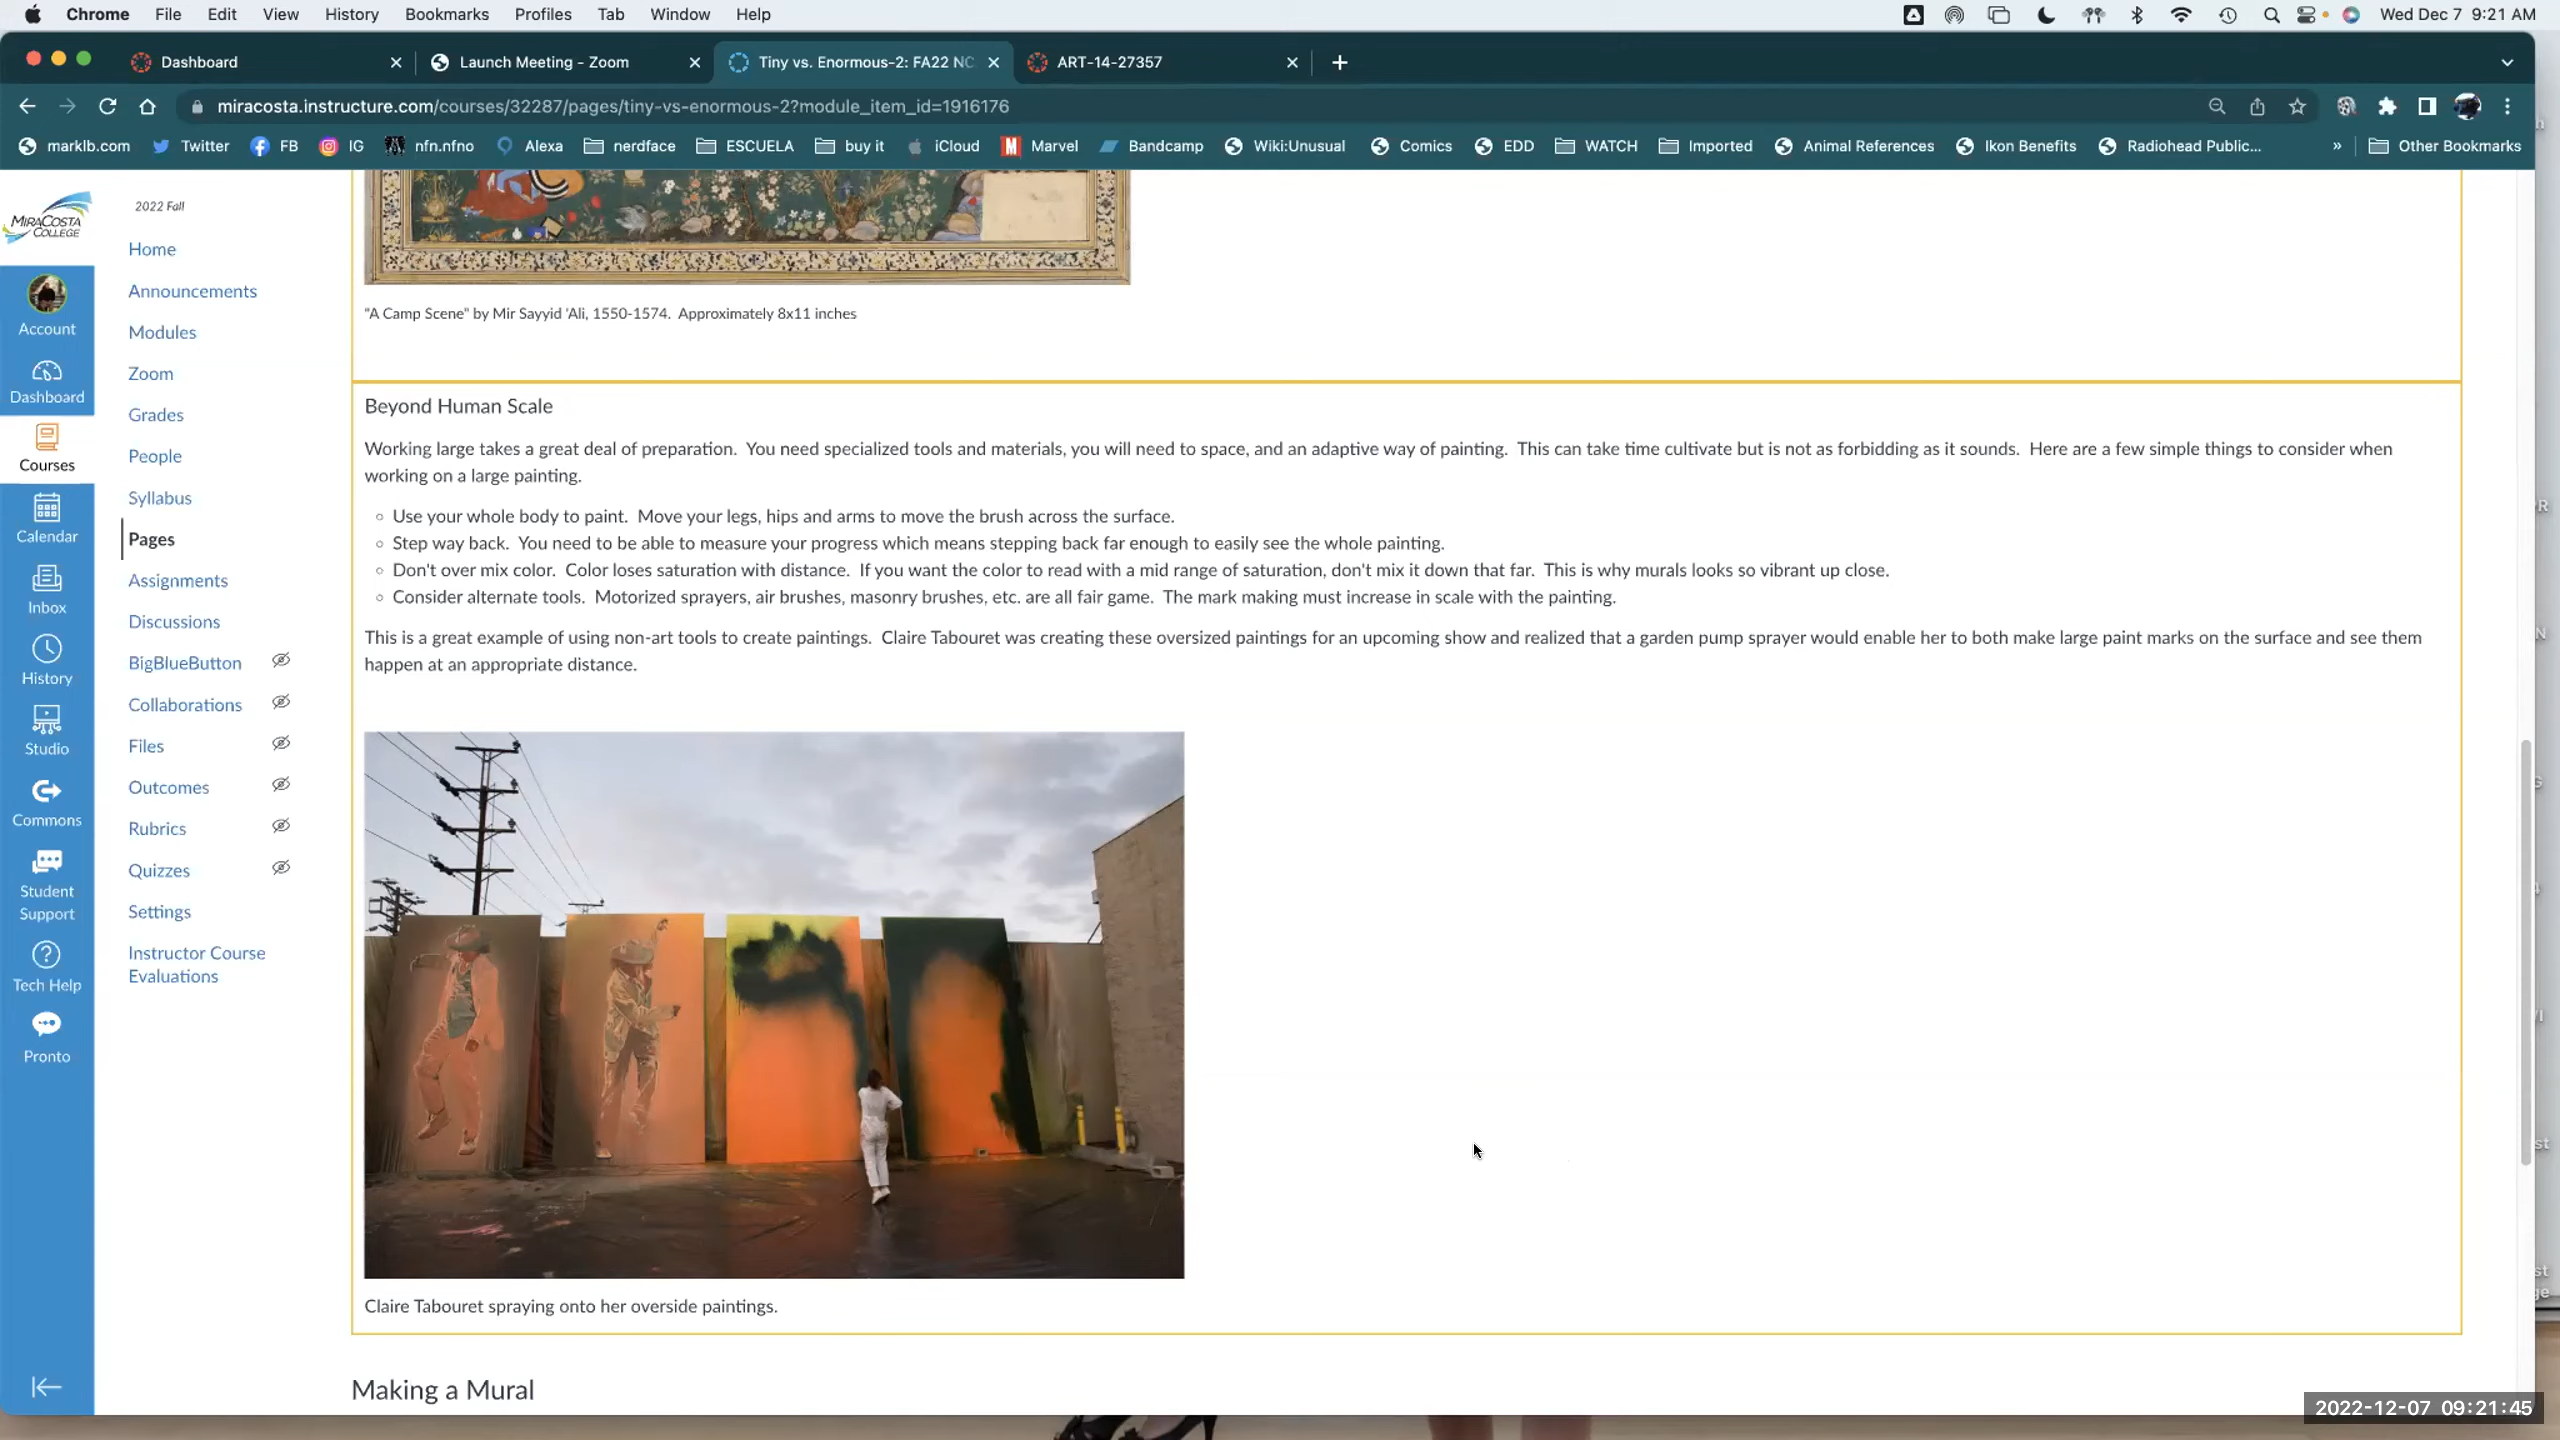 Chrome File Edit View History Bookmarks Profiles Tab Window Help Wed Dec 7 9:21 AM
Dashboard Launch Meeting - Zoom Tiny vs. Enormous-2: FA22 NC ART-14-27357
miracosta.instructure.com/courses/32287/pages/tiny-vs-enormous-2?module_item_id=1916176
marklb.com Twitter FB IG nfn.nfno Alexa nerdface ESCUELA buy it iCloud Marvel Bandcamp Wiki:Unusual Comics EDD WATCH Imported Animal References Ikon Benefits Radiohead Public... » Other Bookmarks
MIRACOSTA
COLLEGE
Account
Dashboard
Courses
Calendar
Inbox
History
Studio
Commons
Student
Support
Tech Help
Pronto
2022 Fall
Home
Announcements
Modules
Zoom
Grades
People
Syllabus
Pages
Assignments
Discussions
BigBlueButton
Collaborations
Files
Outcomes
Rubrics
Quizzes
Settings
Instructor Course
Evaluations
"A Camp Scene" by Mir Sayyid 'Ali, 1550-1574. Approximately 8x11 inches
Beyond Human Scale
Working large takes a great deal of preparation. You need specialized tools and materials, you will need to space, and an adaptive way of painting. This can take time cultivate but is not as forbidding as it sounds. Here are a few simple things to consider when
working on a large painting.
Use your whole body to paint. Move your legs, hips and arms to move the brush across the surface.
Step way back. You need to be able to measure your progress which means stepping back far enough to easily see the whole painting.
Don't over mix color. Color loses saturation with distance. If you want the color to read with a mid range of saturation, don't mix it down that far. This is why murals looks so vibrant up close.
Consider alternate tools. Motorized sprayers, air brushes, masonry brushes, etc. are all fair game. The mark making must increase in scale with the painting.
This is a great example of using non-art tools to create paintings. Claire Tabouret was creating these oversized paintings for an upcoming show and realized that a garden pump sprayer would enable her to both make large paint marks on the surface and see them
happen at an appropriate distance.
Claire Tabouret spraying onto her overside paintings.
Making a Mural
2022-12-07 09:21:45